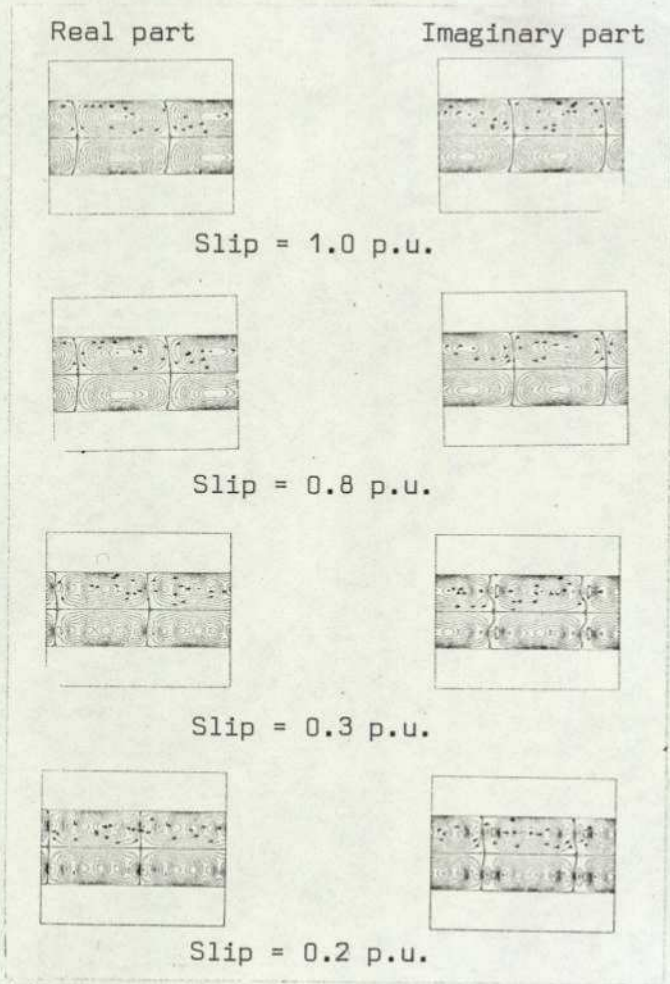 Real part Imaginary part
Slip = 1.0 p.u.
Slip = 0.8 p.u.
Slip = 0.3 p.u.
Slip = 0.2 p.u.